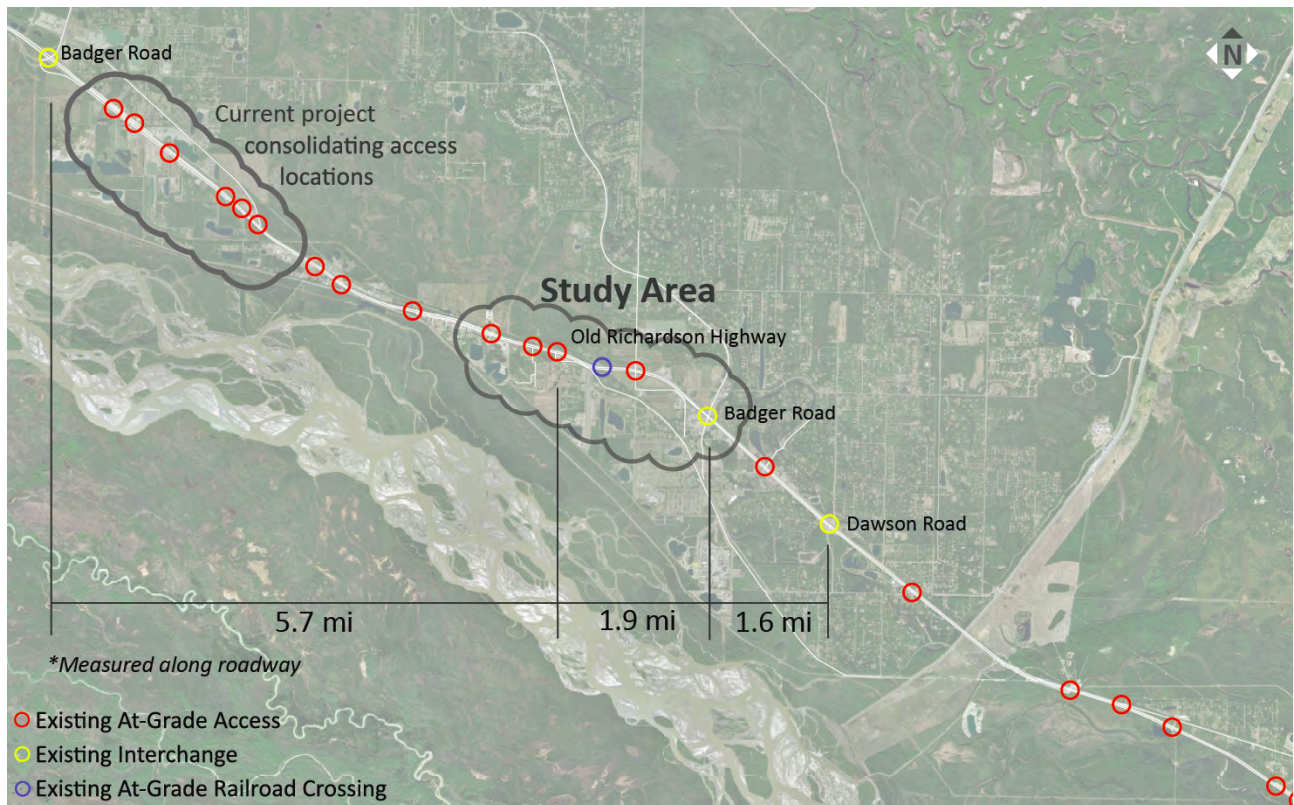 Badger Road
N
Current project
consolidating access
locations
Study Area
Old Richardson Highway
Badger Road
Dawson Road
5.7 mi
1.9 mi
1.6 mi
*Measured along roadway
Existing At-Grade Access
Existing Interchange
Existing At-Grade Railroad Crossing